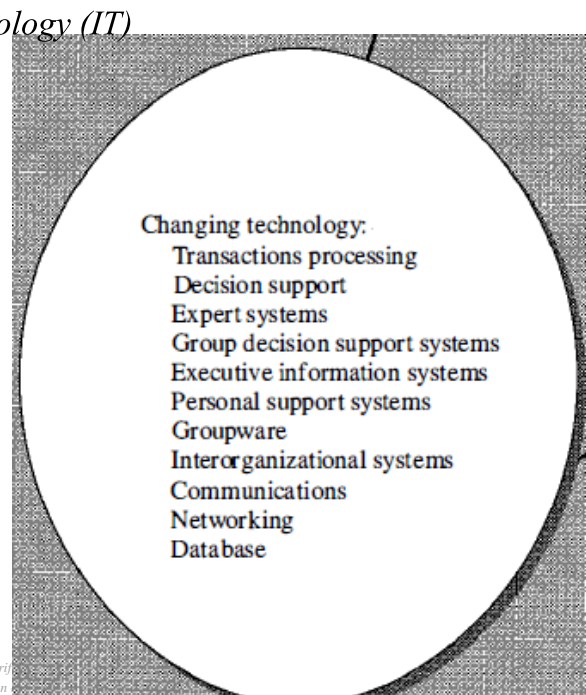 ology (IT)
Changing technology:
Transactions processing
Decision support
Expert systems
Group decision support systems
Executive information systems
Personal support systems
Groupware
Interorganizational systems
Communications
Networking
Database